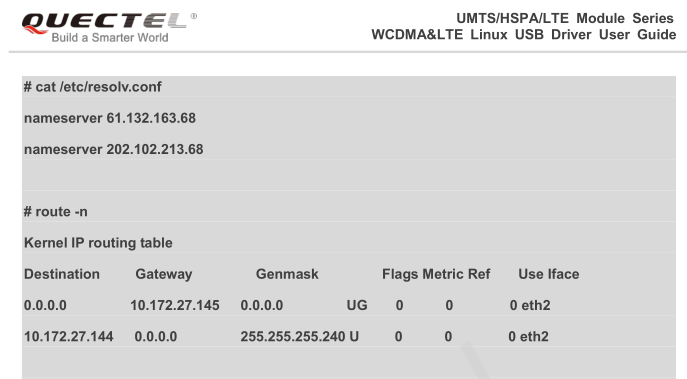 QUECTEL®
Build a Smarter World
UMTS/HSPA/LTE Module Series
WCDMA&LTE Linux USB Driver User Guide
# cat /etc/resolv.conf
nameserver 61.132.163.68
nameserver 202.102.213.68
# route -n
Kernel IP routing table
Destination Gateway Genmask Flags Metric Ref Use Iface
0.0.0.0 10.172.27.145 0.0.0.0 UG 0 0 0 eth2
10.172.27.144 0.0.0.0 255.255.255.240 U 0 0 0 eth2